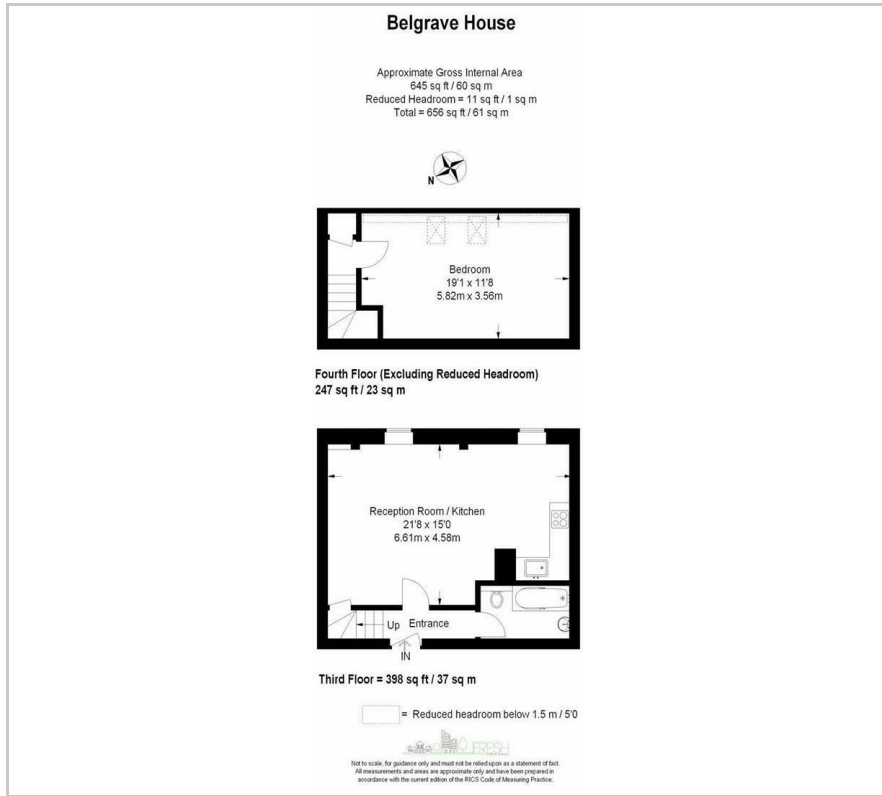 Belgrave House
Approximate Gross Internal Area
645 sq ft / 60 sq m
Reduced Headroom = 11 sq ft / 1 sq m
Total = 656 sq ft / 61 sq m
N
Bedroom
19'1 x 11'8
5.82m x 3.56m
Fourth Floor (Excluding Reduced Headroom)
247 sq ft / 23 sq m
Reception Room / Kitchen
21'8 x 15'0
6.61m x 4.58m
Up
Entrance
IN
Third Floor = 398 sq ft / 37 sq m
= Reduced headroom below 1.5 m / 5'0
FRESH
Not to scale, for guidance only and must not be relied upon as a statement of fact.
All measurements and areas are approximate only and have been prepared in
accordance with the current edition of the RICS Code of Measuring Practice.